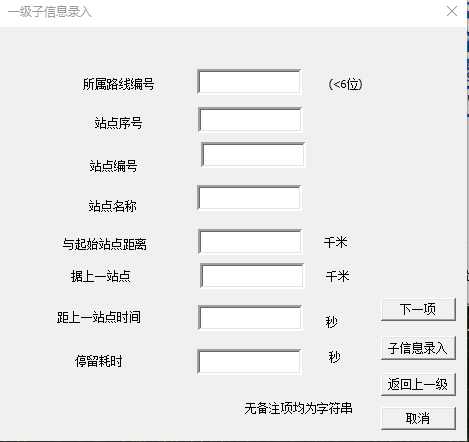 一级子信息录入
所属路线编号 (<6位)
站点序号
站点编号
站点名称
与起始站点距离 千米
据上一站点 千米
距上一站点时间 秒
停留耗时 秒
下一项
子信息录入
返回上一级
无备注项均为字符串
取消